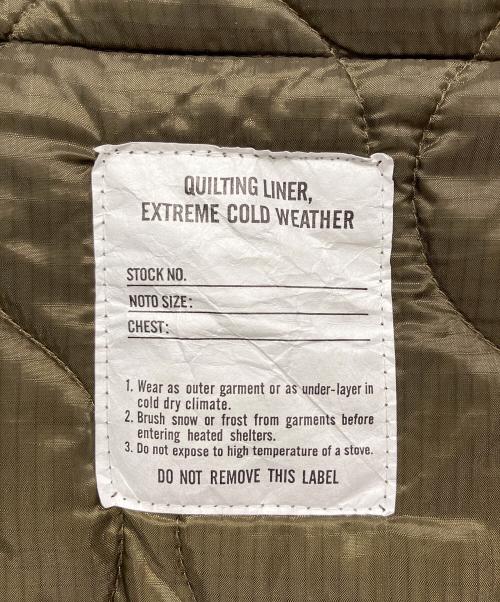 QUILTING LINER,
EXTREME COLD WEATHER
STOCK NO.
NOTO SIZE:
CHEST:
1. Wear as outer garment or as under-layer in
cold dry climate.
2. Brush snow or frost from garments before
entering heated shelters.
3. Do not expose to high temperature of a stove.
DO NOT REMOVE THIS LABEL